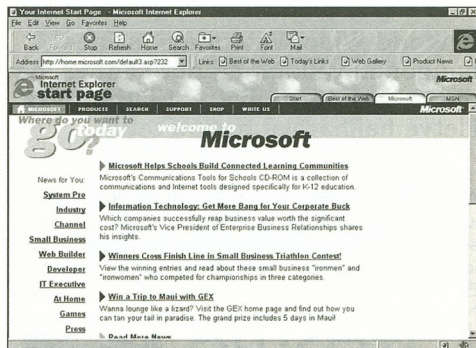 Your Internet Start Page - Microsoft Internet Explorer
File Edit View Go Favorites Help
Back Forward Stop Refresh Home Search Favorites Print Font Mail
Address http://home.microsoft.com/default3.asp?232 Links Best of the Web Today's Links Web Gallery Product News
Microsoft
Internet Explorer
start page
Microsoft
Start Best of the Web Microsoft MSN
MICROSOFT PRODUCTS SEARCH SUPPORT SHOP WRITE US Microsoft
Where do you want to
go today
?
welcome to
Microsoft
News for You:
System Pro
Industry
Channel
Small Business
Web Builder
Developer
IT Executive
At Home
Games
Press
Microsoft Helps Schools Build Connected Learning Communities
Microsoft's Communications Tools for Schools CD-ROM is a collection of
communications and Internet tools designed specifically for K-12 education.
Information Technology: Get More Bang for Your Corporate Buck
Which companies successfully reap business value worth the significant
cost? Microsoft's Vice President of Enterprise Business Relationships shares
his insights.
Winners Cross Finish Line in Small Business Triathlon Contest!
View the winning entries and read about these small business "ironmen" and
"ironwomen" who competed for championships in three categories.
Win a Trip to Maui with GEX
Wanna lounge like a lizard? Visit the GEX home page and find out how you
can tan your tail in paradise. The grand prize includes 5 days in Maui!
Read More News